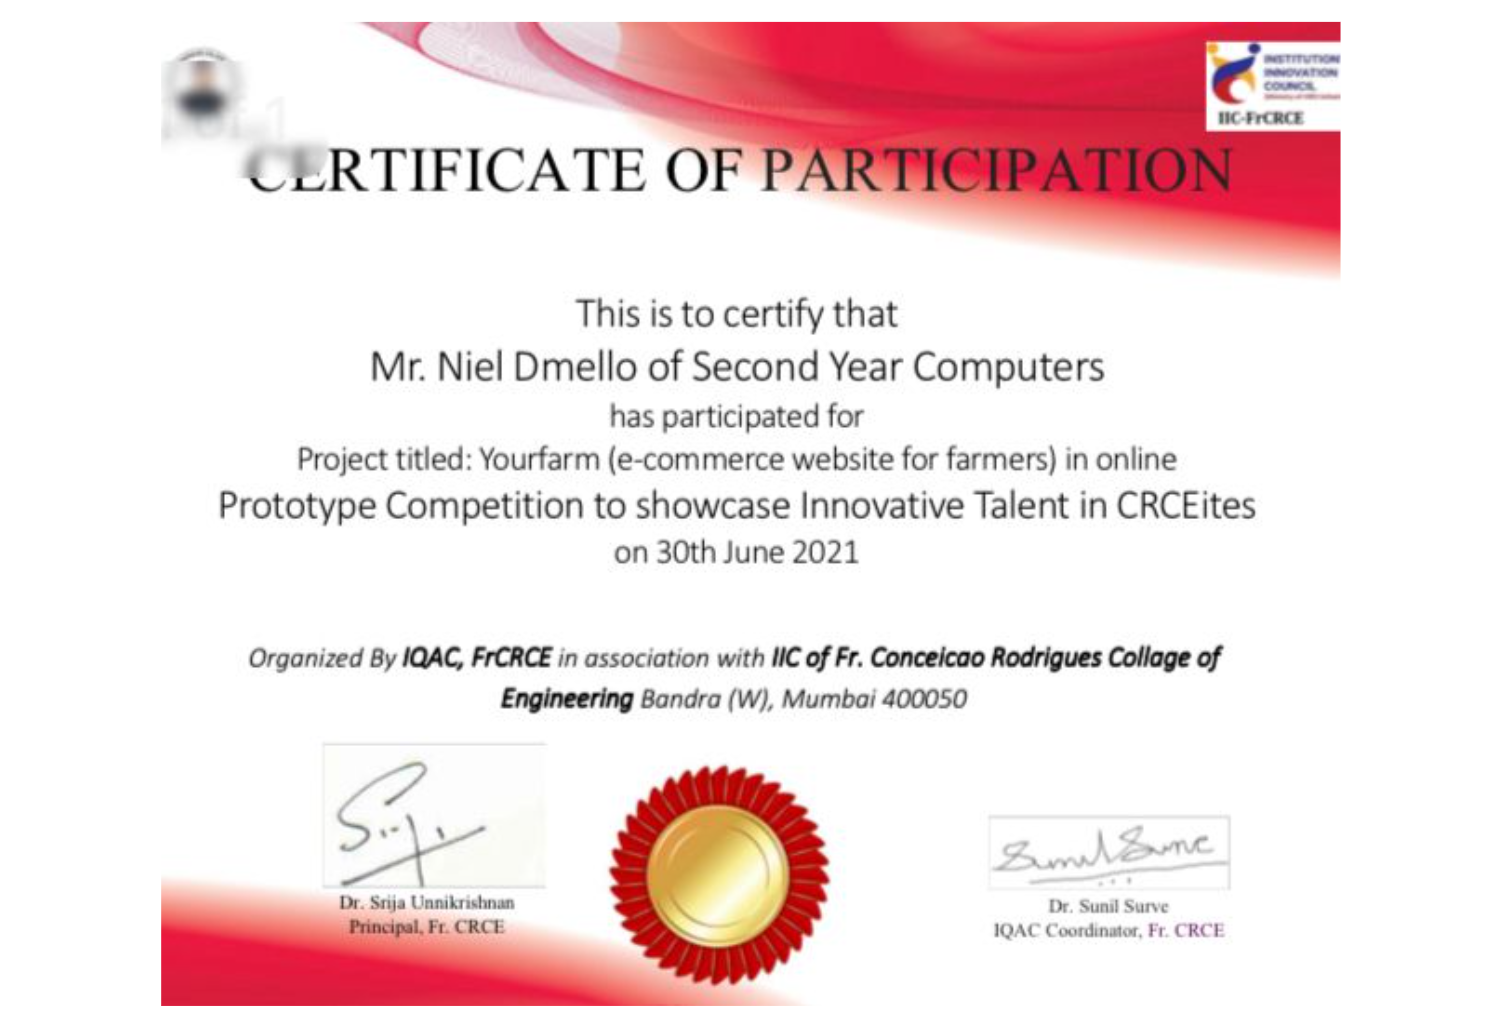 INSTITUTION
INNOVATION
COUNCIL
IIC-FrCRCE
CERTIFICATE OF PARTICIPATION
This is to certify that
Mr. Niel Dmello of Second Year Computers
has participated for
Project titled: Yourfarm (e-commerce website for farmers) in online
Prototype Competition to showcase Innovative Talent in CRCEites
on 30th June 2021
Organized By IQAC, FrCRCE in association with IIC of Fr. Conceicao Rodrigues Collage of
Engineering Bandra (W), Mumbai 400050
Dr. Srija Unnikrishnan
Principal, Fr. CRCE
Sunil Surve
Dr. Sunil Surve
IQAC Coordinator, Fr. CRCE